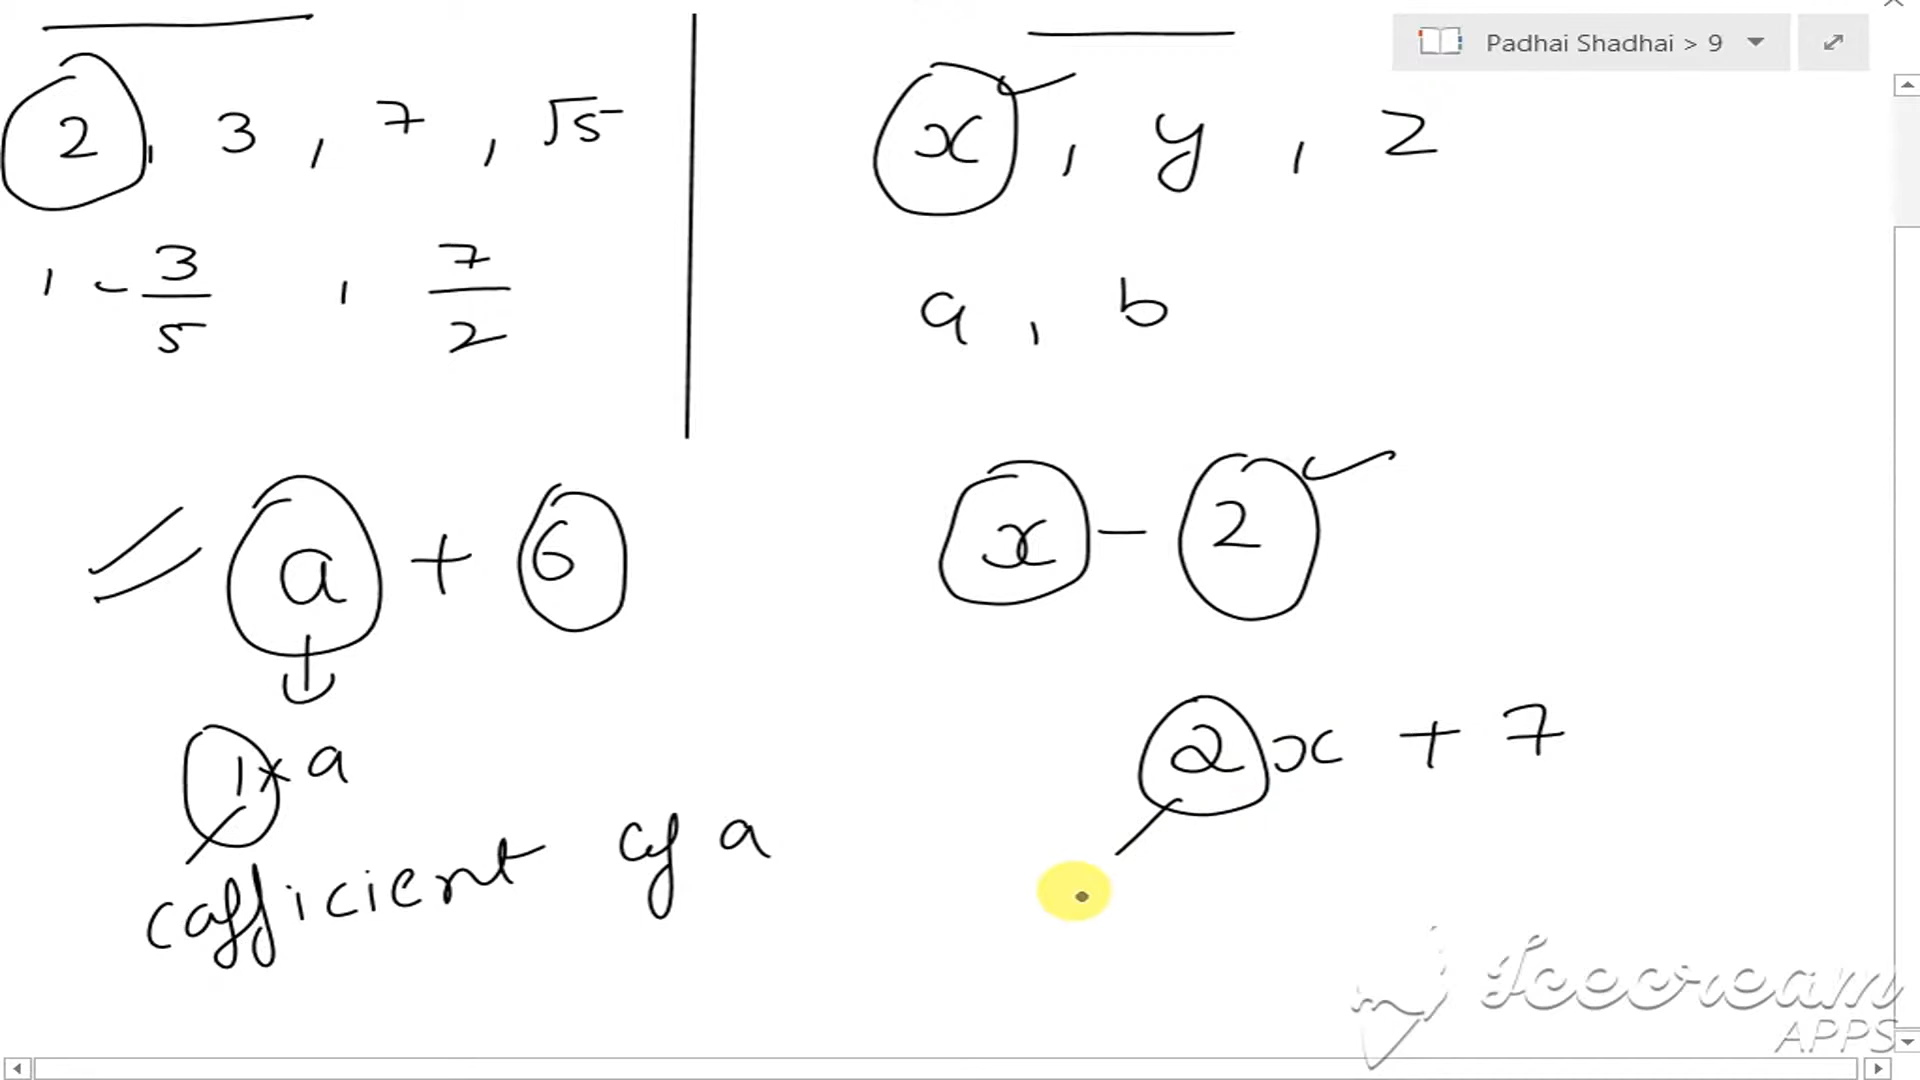 Padhai Shadhai > 9
2, 3, 7, √5
, - 3/5, 7/2
x, y, z
a, b
= a + 6
x - 2
1 × a
2x + 7
cofficient of a
Icecream
APPS